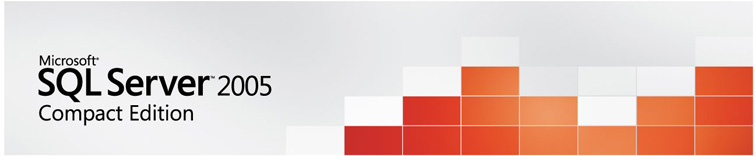 Microsoft®
SQL Server™ 2005
Compact Edition